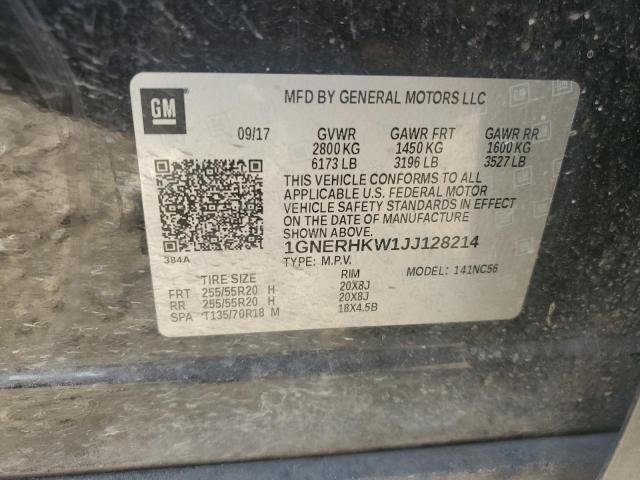 GM
MFD BY GENERAL MOTORS LLC
09/17 GVWR GAWR FRT GAWR RR
2800 KG 1450 KG 1600 KG
6173 LB 3196 LB 3527 LB
THIS VEHICLE CONFORMS TO ALL
APPLICABLE U.S. FEDERAL MOTOR
VEHICLE SAFETY STANDARDS IN EFFECT
ON THE DATE OF MANUFACTURE
SHOWN ABOVE.
1GNERHKW1JJ128214
384A
TYPE: M.P.V. MODEL: 141NC56
TIRE SIZE RIM
FRT 255/55R20 H 20X8J
RR 255/55R20 H 20X8J
SPA T135/70R18 M 18X4.5B